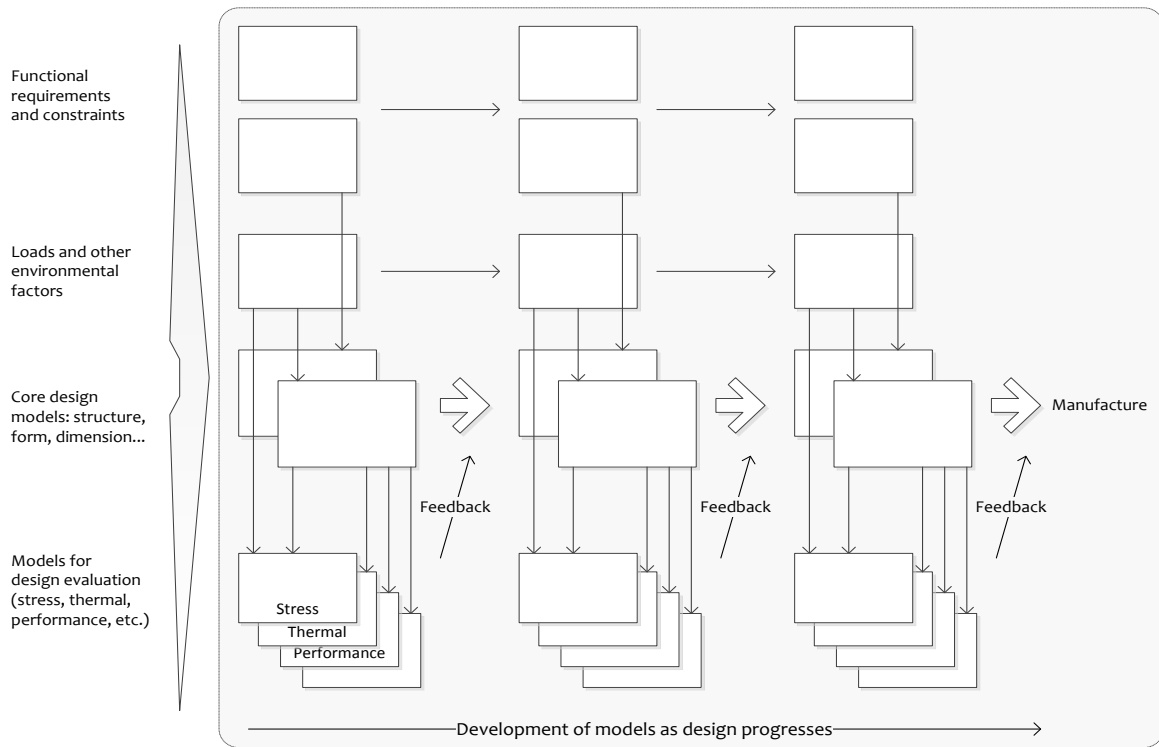 Functional
requirements
and constraints
Loads and other
environmental
factors
Core design
models: structure,
form, dimension...
Manufacture
Feedback
Feedback
Feedback
Models for
design evaluation
(stress, thermal,
performance, etc.)
Stress
Thermal
Performance
Development of models as design progresses